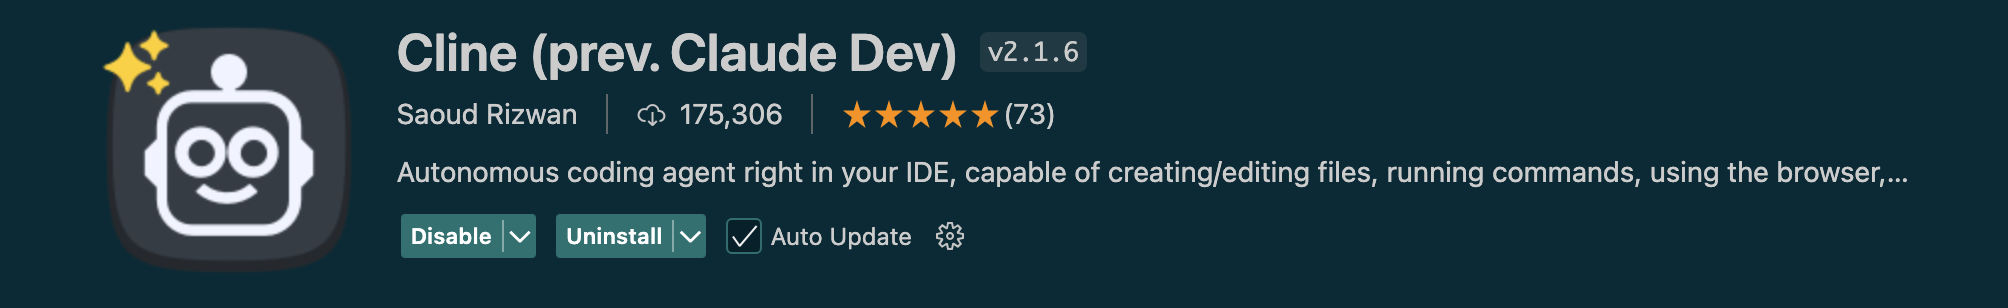 Cline (prev. Claude Dev) v2.1.6
Saoud Rizwan 175,306 (73)
Autonomous coding agent right in your IDE, capable of creating/editing files, running commands, using the browser,...
Disable Uninstall Auto Update